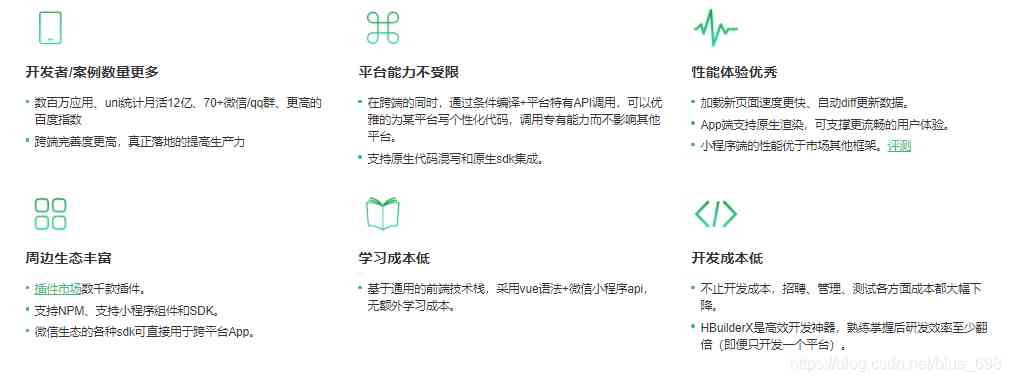 开发者/案例数量更多
数百万应用、uni统计月活12亿、70+微信/qq群、更高的
百度指数
跨端完善度更高，真正落地的提高生产力
平台能力不受限
在跨端的同时，通过条件编译+平台特有API调用，可以优
雅的为某平台写个性化代码，调用专有能力而不影响其他
平台。
支持原生代码混写和原生sdk集成。
性能体验优秀
加载新页面速度更快、自动diff更新数据。
App端支持原生渲染，可支撑更流畅的用户体验。
小程序端的性能优于市场其他框架。评测
周边生态丰富
插件市场数千款插件。
支持NPM、支持小程序组件和SDK。
微信生态的各种sdk可直接用于跨平台App。
学习成本低
基于通用的前端技术栈，采用vue语法+微信小程序api，
无额外学习成本。
开发成本低
不止开发成本，招聘、管理、测试各方面成本都大幅下
降。
HBuilderX是高效开发神器，熟练掌握后研发效率至少翻
倍（即便只开发一个平台）。
https://blog.csdn.net/blus_699